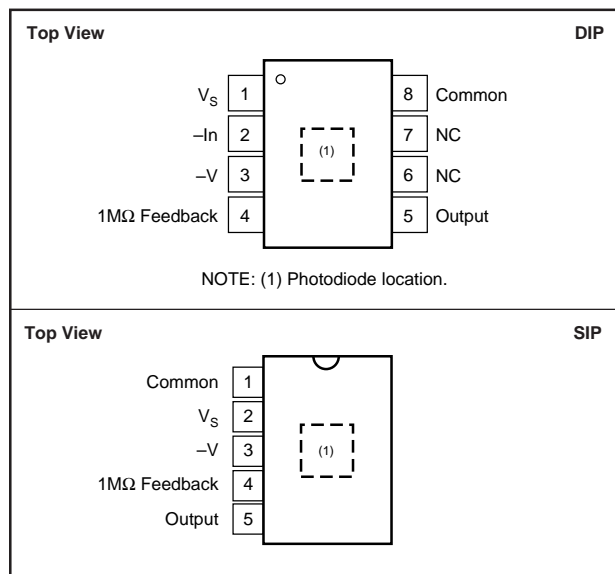 Top View DIP
V_S 1 8 Common
–In 2 (1) 7 NC
–V 3 6 NC
1MΩ Feedback 4 5 Output
NOTE: (1) Photodiode location.
Top View SIP
Common 1
V_S 2
–V 3 (1)
1MΩ Feedback 4
Output 5